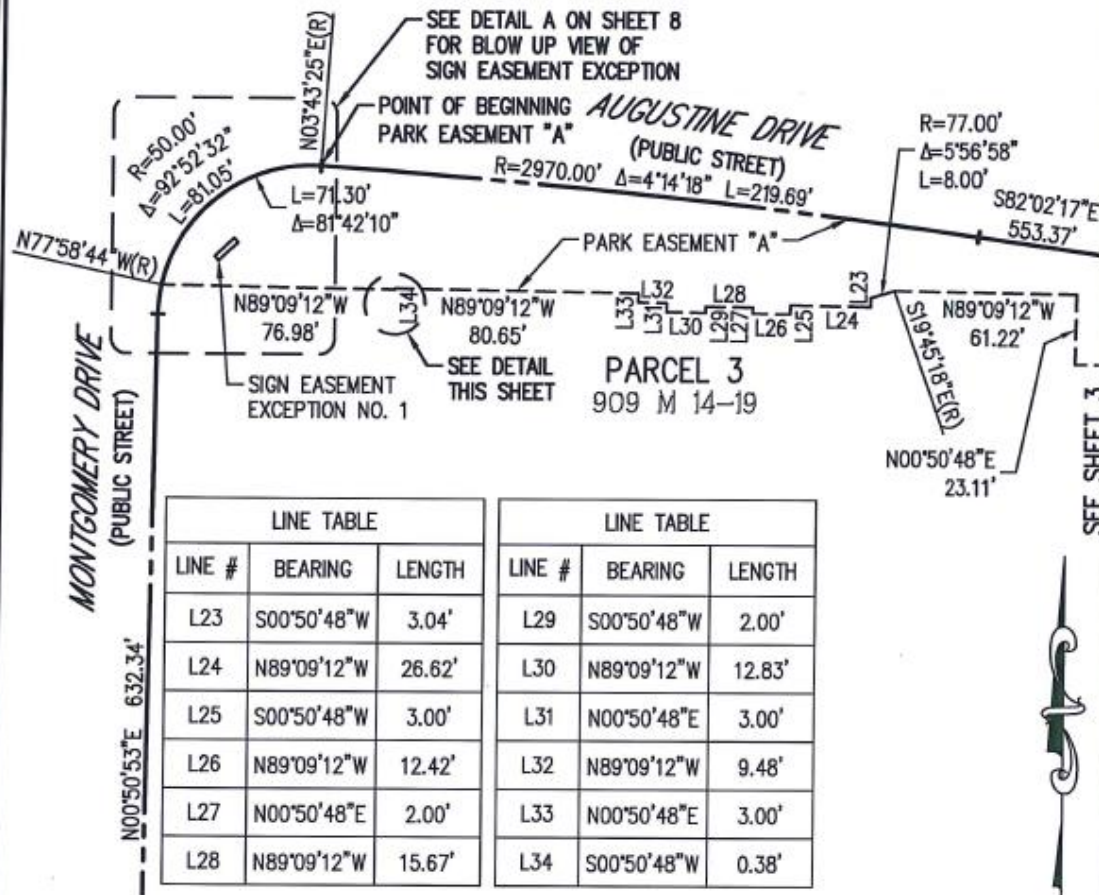 SEE DETAIL A ON SHEET 8
FOR BLOW UP VIEW OF
SIGN EASEMENT EXCEPTION
N03°43'25"E(R)
POINT OF BEGINNING
PARK EASEMENT "A"
AUGUSTINE DRIVE
(PUBLIC STREET)
R=2970.00' Δ=4°14'18" L=219.69'
R=77.00'
Δ=5°56'58"
L=8.00'
S82°02'17"E
553.37'
R=50.00'
Δ=92°52'32"
L=81.05'
L=71.30'
Δ=81°42'10"
N77°58'44"W(R)
PARK EASEMENT "A"
N89°09'12"W
76.98'
L34
N89°09'12"W
80.65'
L33
L32
L31
L30
L29
L28
L27
L26
L25
L24
L23
N89°09'12"W
61.22'
S19°45'18"E(R)
SIGN EASEMENT
EXCEPTION NO. 1
SEE DETAIL
THIS SHEET
PARCEL 3
909 M 14-19
N00°50'48"E
23.11'
SEE SHEET 3
MONTGOMERY DRIVE
(PUBLIC STREET)
N00°50'53"E 632.34'
LINE TABLE
LINE # BEARING LENGTH
L23 S00°50'48"W 3.04'
L24 N89°09'12"W 26.62'
L25 S00°50'48"W 3.00'
L26 N89°09'12"W 12.42'
L27 N00°50'48"E 2.00'
L28 N89°09'12"W 15.67'
LINE TABLE
LINE # BEARING LENGTH
L29 S00°50'48"W 2.00'
L30 N89°09'12"W 12.83'
L31 N00°50'48"E 3.00'
L32 N89°09'12"W 9.48'
L33 N00°50'48"E 3.00'
L34 S00°50'48"W 0.38'